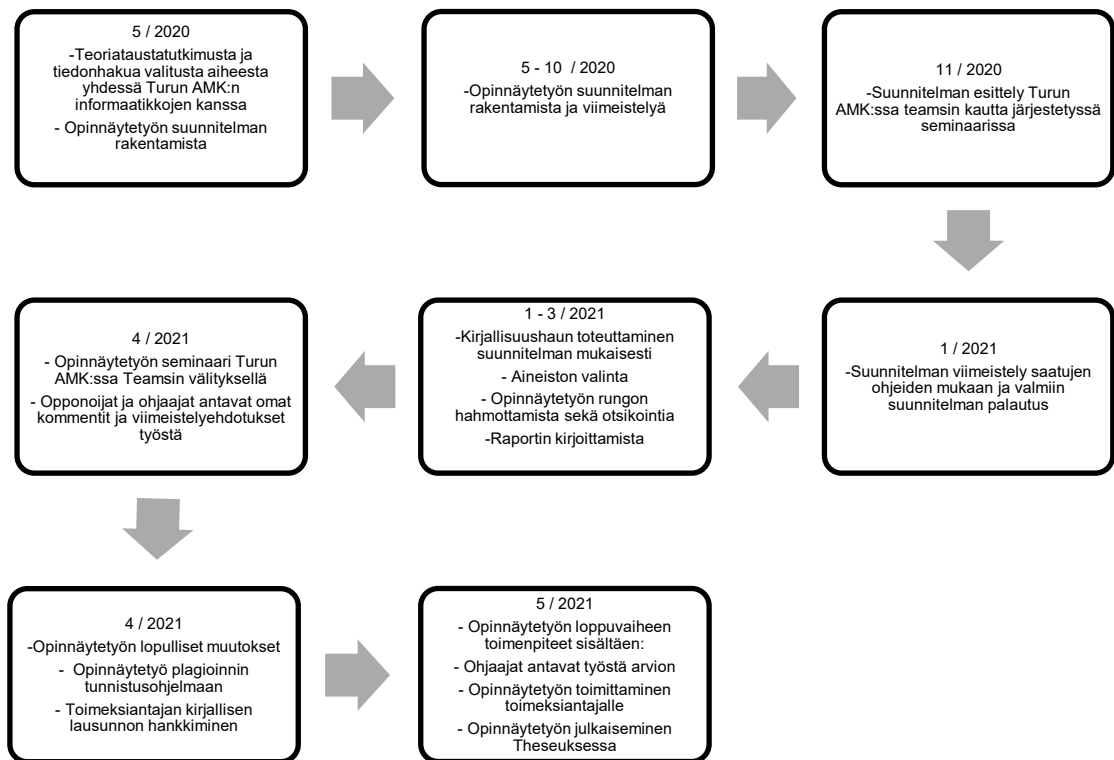 5 / 2020
-Teoriataustatutkimusta ja
tiedonhakua valitusta aiheesta
yhdessä Turun AMK:n
informaatikkojen kanssa
- Opinnäytetyön suunnitelman
rakentamista
5 - 10 / 2020
-Opinnäytetyön suunnitelman
rakentamista ja viimeistelyä
11 / 2020
-Suunnitelman esittely Turun
AMK:ssa teamsin kautta järjestetyssä
seminaarissa
1 / 2021
-Suunnitelman viimeistely saatujen
ohjeiden mukaan ja valmiin
suunnitelman palautus
1 - 3 / 2021
-Kirjallisuushaun toteuttaminen
suunnitelman mukaisesti
- Aineiston valinta
- Opinnäytetyön rungon
hahmottamista sekä otsikointia
-Raportin kirjoittamista
4 / 2021
- Opinnäytetyön seminaari Turun
AMK:ssa Teamsin välityksellä
- Opponoijat ja ohjaajat antavat omat
kommentit ja viimeistelyehdotukset
työstä
4 / 2021
-Opinnäytetyön lopulliset muutokset
- Opinnäytetyö plagioinnin
tunnistusohjelmaan
- Toimeksiantajan kirjallisen
lausunnon hankkiminen
5 / 2021
- Opinnäytetyön loppuvaiheen
toimenpiteet sisältäen:
- Ohjaajat antavat työstä arvion
- Opinnäytetyön toimittaminen
toimeksiantajalle
- Opinnäytetyön julkaiseminen
Theseuksessa